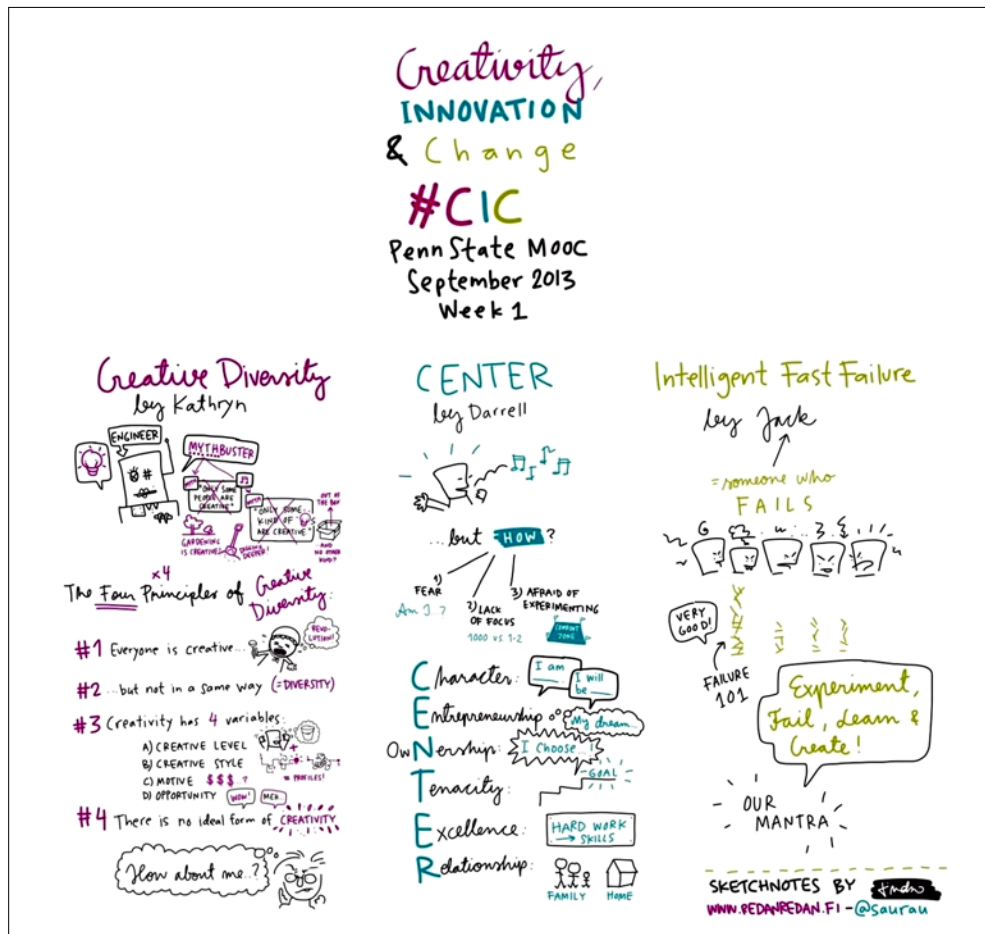 Creativity,
INNOVATION
& Change
#CIC
Penn State MOOC
September 2013
Week 1
Creative Diversity
by Kathryn
ENGINEER
MYTHBUSTER
MYTH
"ONLY SOME
PEOPLE ARE
CREATIVE"
MYTH
"ONLY SOME
KIND OF
ARE CREATIVE"
OUT OF
THE BOX
AND
NO OTHER
KIND?
GARDENING
IS CREATIVE!
DEEPER!
x4
The Four Principles of Creative
Diversity:
#1 Everyone is creative...
REVO-
LUTION!
#2 ...but not in a same way (=DIVERSITY)
#3 Creativity has 4 variables:
A) CREATIVE LEVEL
B) CREATIVE STYLE
C) MOTIVE $$$..?
= PROFILES!
D) OPPORTUNITY
WOW!
MEH...
#4 There is no ideal form of CREATIVITY
How about me..?
CENTER
by Darrell
...but HOW?
1)
FEAR
Am I..?
2) LACK
OF FOCUS
1000 vs. 1-2
3) AFRAID OF
EXPERIMENTING
COMFORT
ZONE
Character:
I am
I will
be
Entrepreneurship
My dream...
OwNership:
I choose...!
Tenacity:
GOAL
Excellence:
HARD WORK
→ SKILLS
Relationship:
FAMILY
HOME
Intelligent Fast Failure
by Jack
= someone who
FAILS
VERY
GOOD!
FAILURE
101
Experiment,
Fail, Learn &
Create!
OUR
MANTRA
SKETCHNOTES BY
WWW.REDANREDAN.FI - @saurau